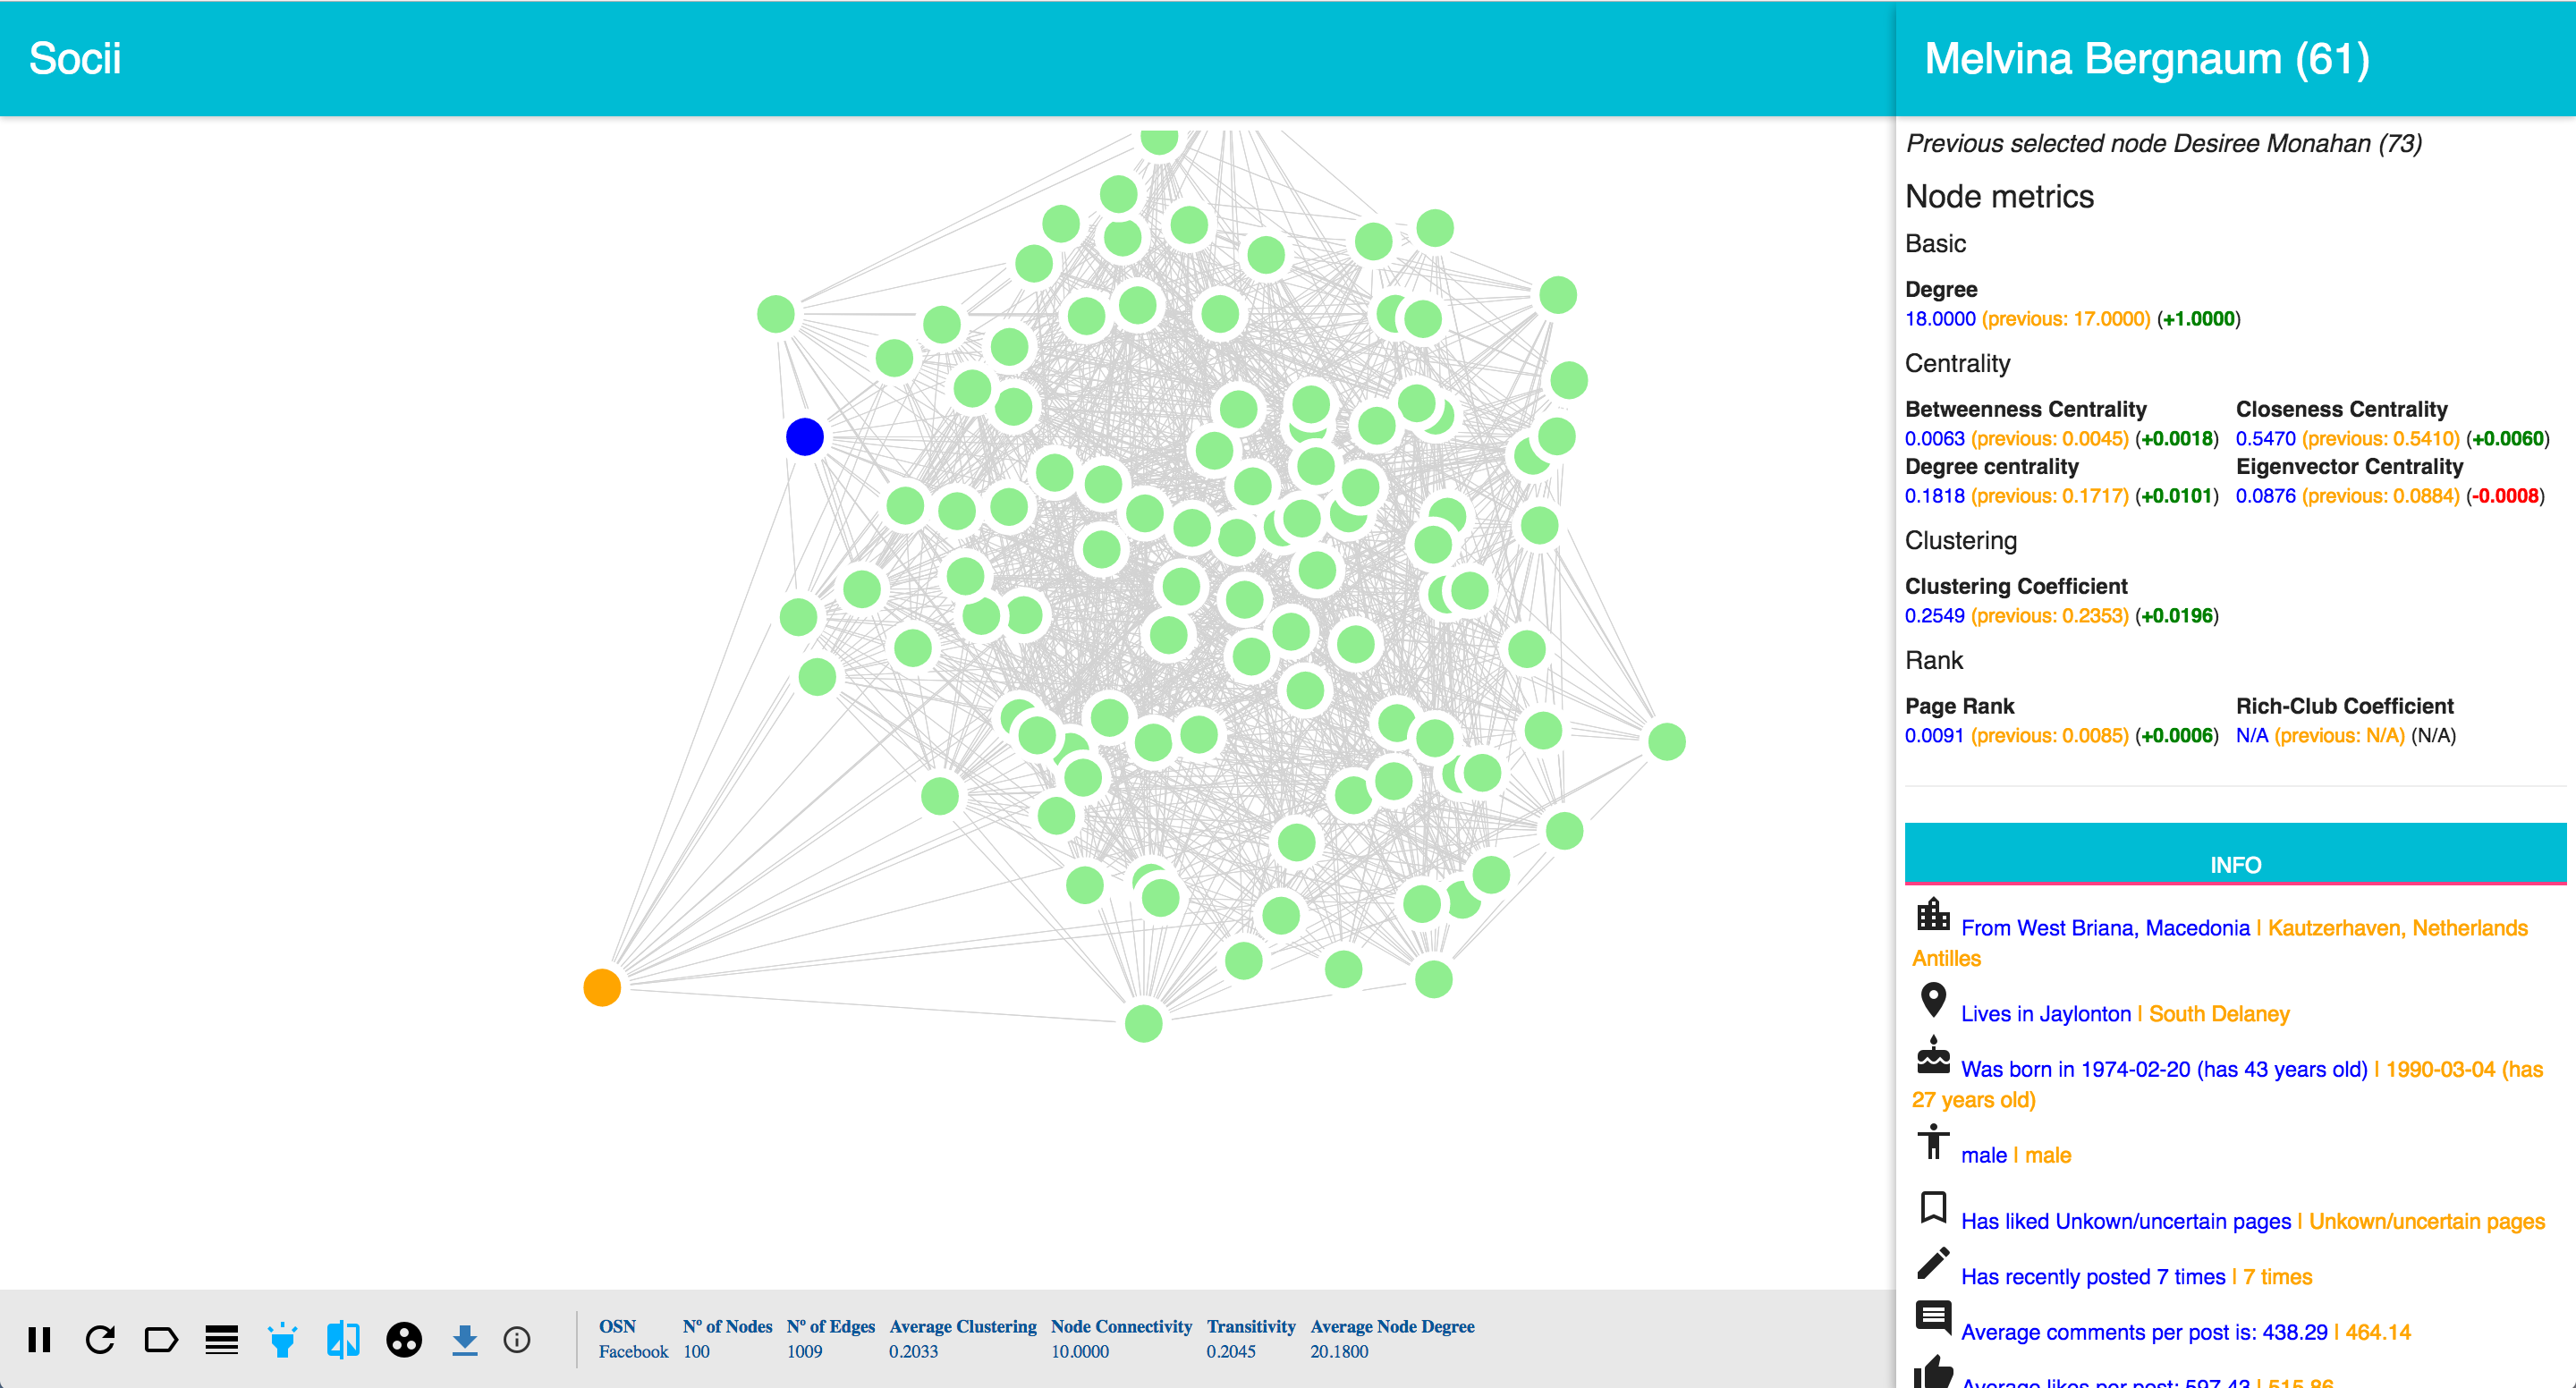 Socii
Melvina Bergnaum (61)
Previous selected node Desiree Monahan (73)
Node metrics
Basic
Degree
18.0000 (previous: 17.0000) (+1.0000)
Centrality
Betweenness Centrality Closeness Centrality
0.0063 (previous: 0.0045) (+0.0018) 0.5470 (previous: 0.5410) (+0.0060)
Degree centrality Eigenvector Centrality
0.1818 (previous: 0.1717) (+0.0101) 0.0876 (previous: 0.0884) (-0.0008)
Clustering
Clustering Coefficient
0.2549 (previous: 0.2353) (+0.0196)
Rank
Page Rank Rich-Club Coefficient
0.0091 (previous: 0.0085) (+0.0006) N/A (previous: N/A) (N/A)
INFO
From West Briana, Macedonia | Kautzerhaven, Netherlands
Antilles
Lives in Jaylonton | South Delaney
Was born in 1974-02-20 (has 43 years old) | 1990-03-04 (has
27 years old)
male | male
Has liked Unkown/uncertain pages | Unkown/uncertain pages
Has recently posted 7 times | 7 times
Average comments per post is: 438.29 | 464.14
Average likes per post: 597.43 | 515.86
OSN Nº of Nodes Nº of Edges Average Clustering Node Connectivity Transitivity Average Node Degree
Facebook 100 1009 0.2033 10.0000 0.2045 20.1800